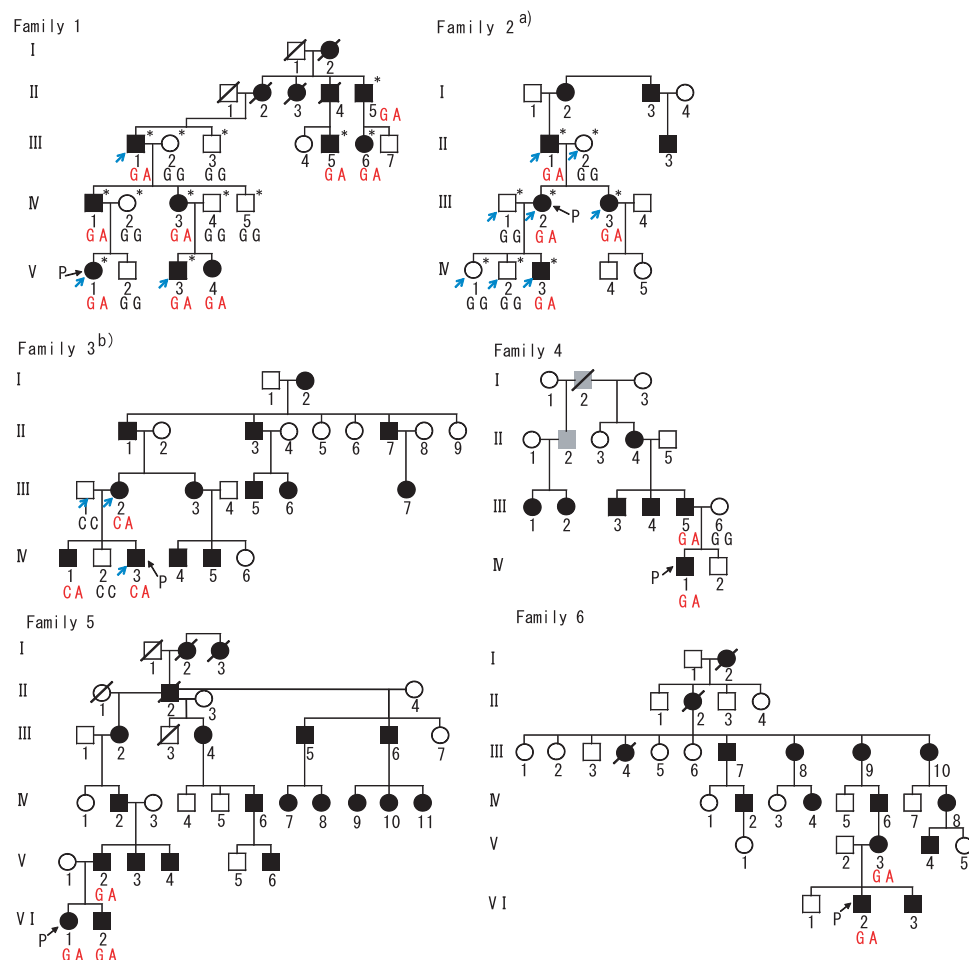 Family 1
I
1 2
II
1 2 3 4 5 *
GA
III
1 * 2 * 3 * 4 5 * 6 * 7
GA GG GG GA GA
IV
1 * 2 * 3 * 4 * 5 *
GA GG GA GG GG
V
P 1 * 2 3 * 4
GA GG GA GA
Family 2 a)
I
1 2 3 4
II
1 * 2 * 3
GA GG
III
1 * 2 * P 3 * 4
GG GA GA
IV
1 * 2 * 3 * 4 5
GG GG GA
Family 3 b)
I
1 2
II
1 2 3 4 5 6 7 8 9
III
1 2 3 4 5 6 7
CC CA
IV
1 2 3 P 4 5 6
CA CC CA
Family 4
I
1 2 3
II
1 2 3 4 5
III
1 2 3 4 5 6
GA GG
IV
P 1 2
GA
Family 5
I
1 2 3
II
1 2 3 4
III
1 2 3 4 5 6 7
IV
1 2 3 4 5 6 7 8 9 10 11
V
1 2 3 4 5 6
GA
VI
P 1 2
GA GA
Family 6
I
1 2
II
1 2 3 4
III
1 2 3 4 5 6 7 8 9 10
IV
1 2 3 4 5 6 7 8
V
1 2 3 4 5
GA
VI
1 P 2 3
GA